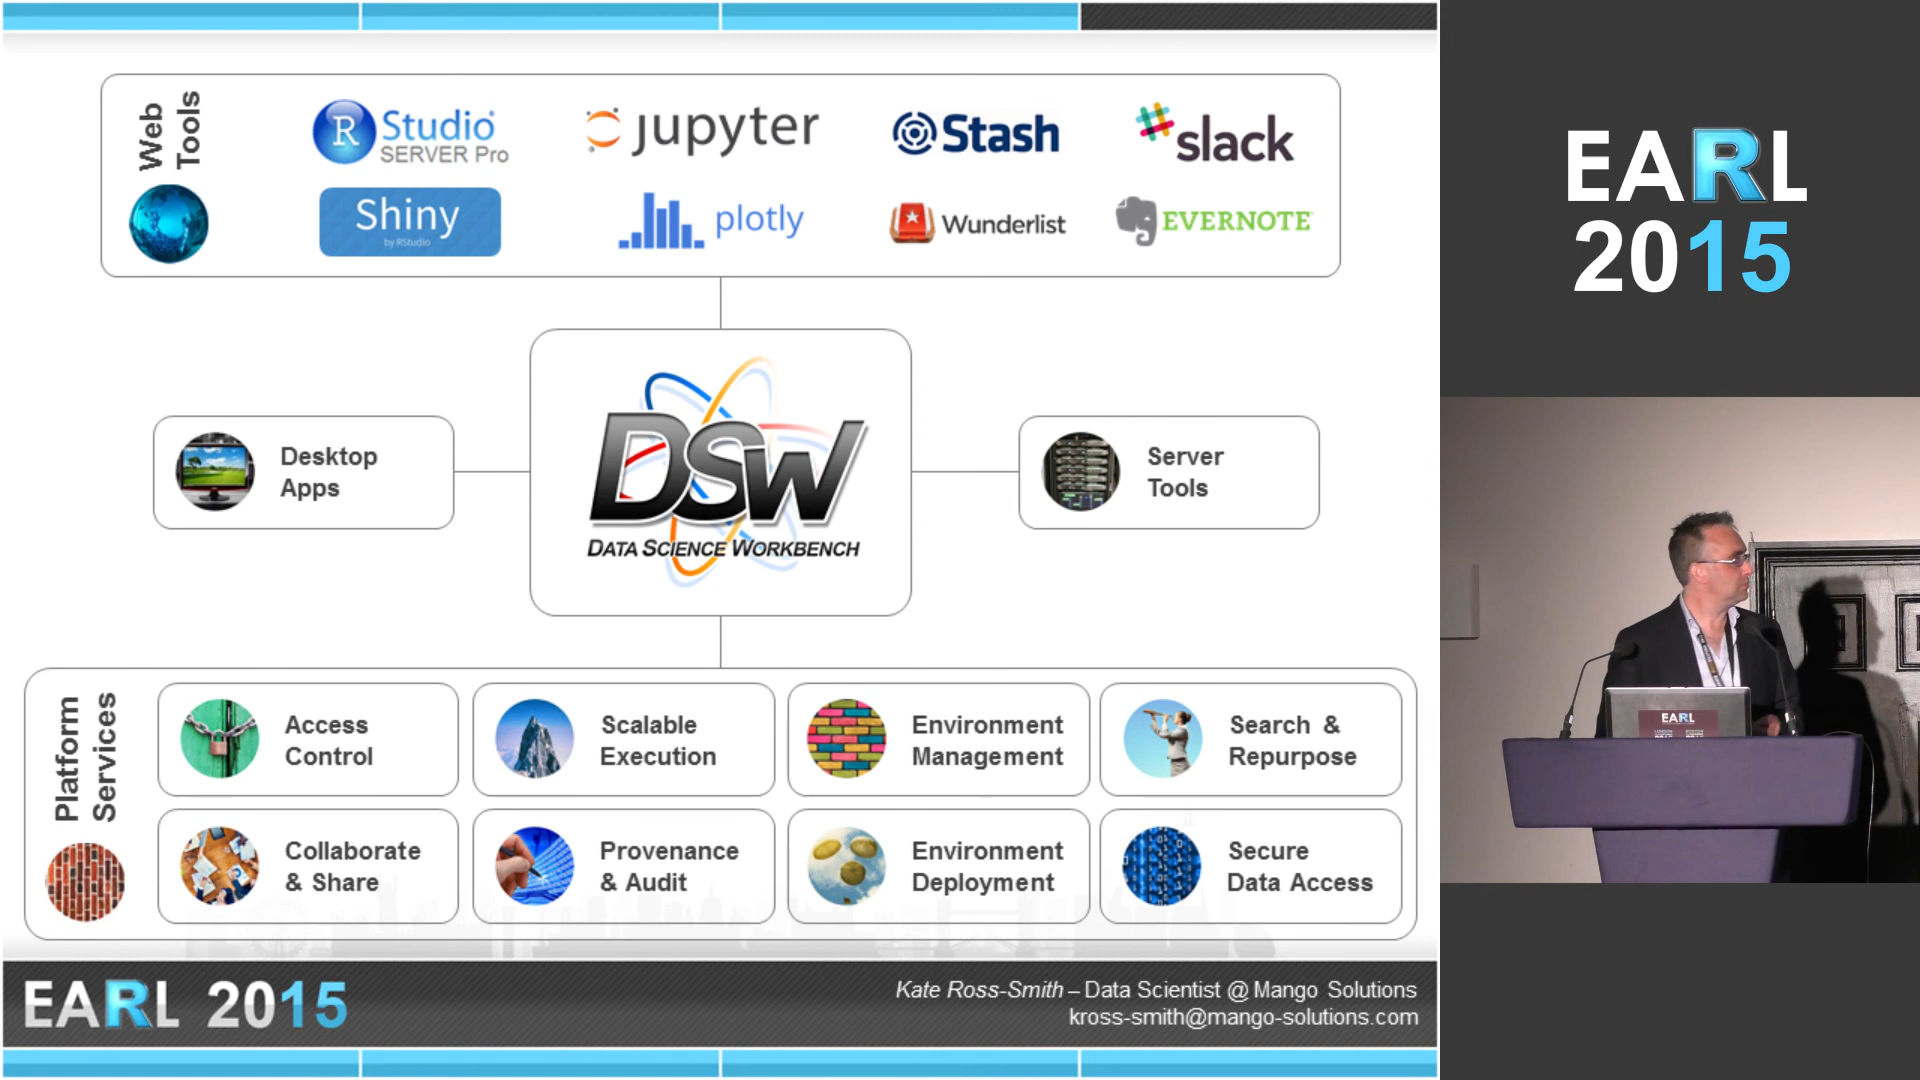 Web
Tools
R Studio
SERVER Pro
jupyter
Stash
slack
Shiny
by RStudio
plotly
Wunderlist
EVERNOTE
Desktop
Apps
DSW
DATA SCIENCE WORKBENCH
Server
Tools
Platform
Services
Access
Control
Scalable
Execution
Environment
Management
Search &
Repurpose
Collaborate
& Share
Provenance
& Audit
Environment
Deployment
Secure
Data Access
EARL 2015
Kate Ross-Smith – Data Scientist @ Mango Solutions
kross-smith@mango-solutions.com
EARL
2015
EARL